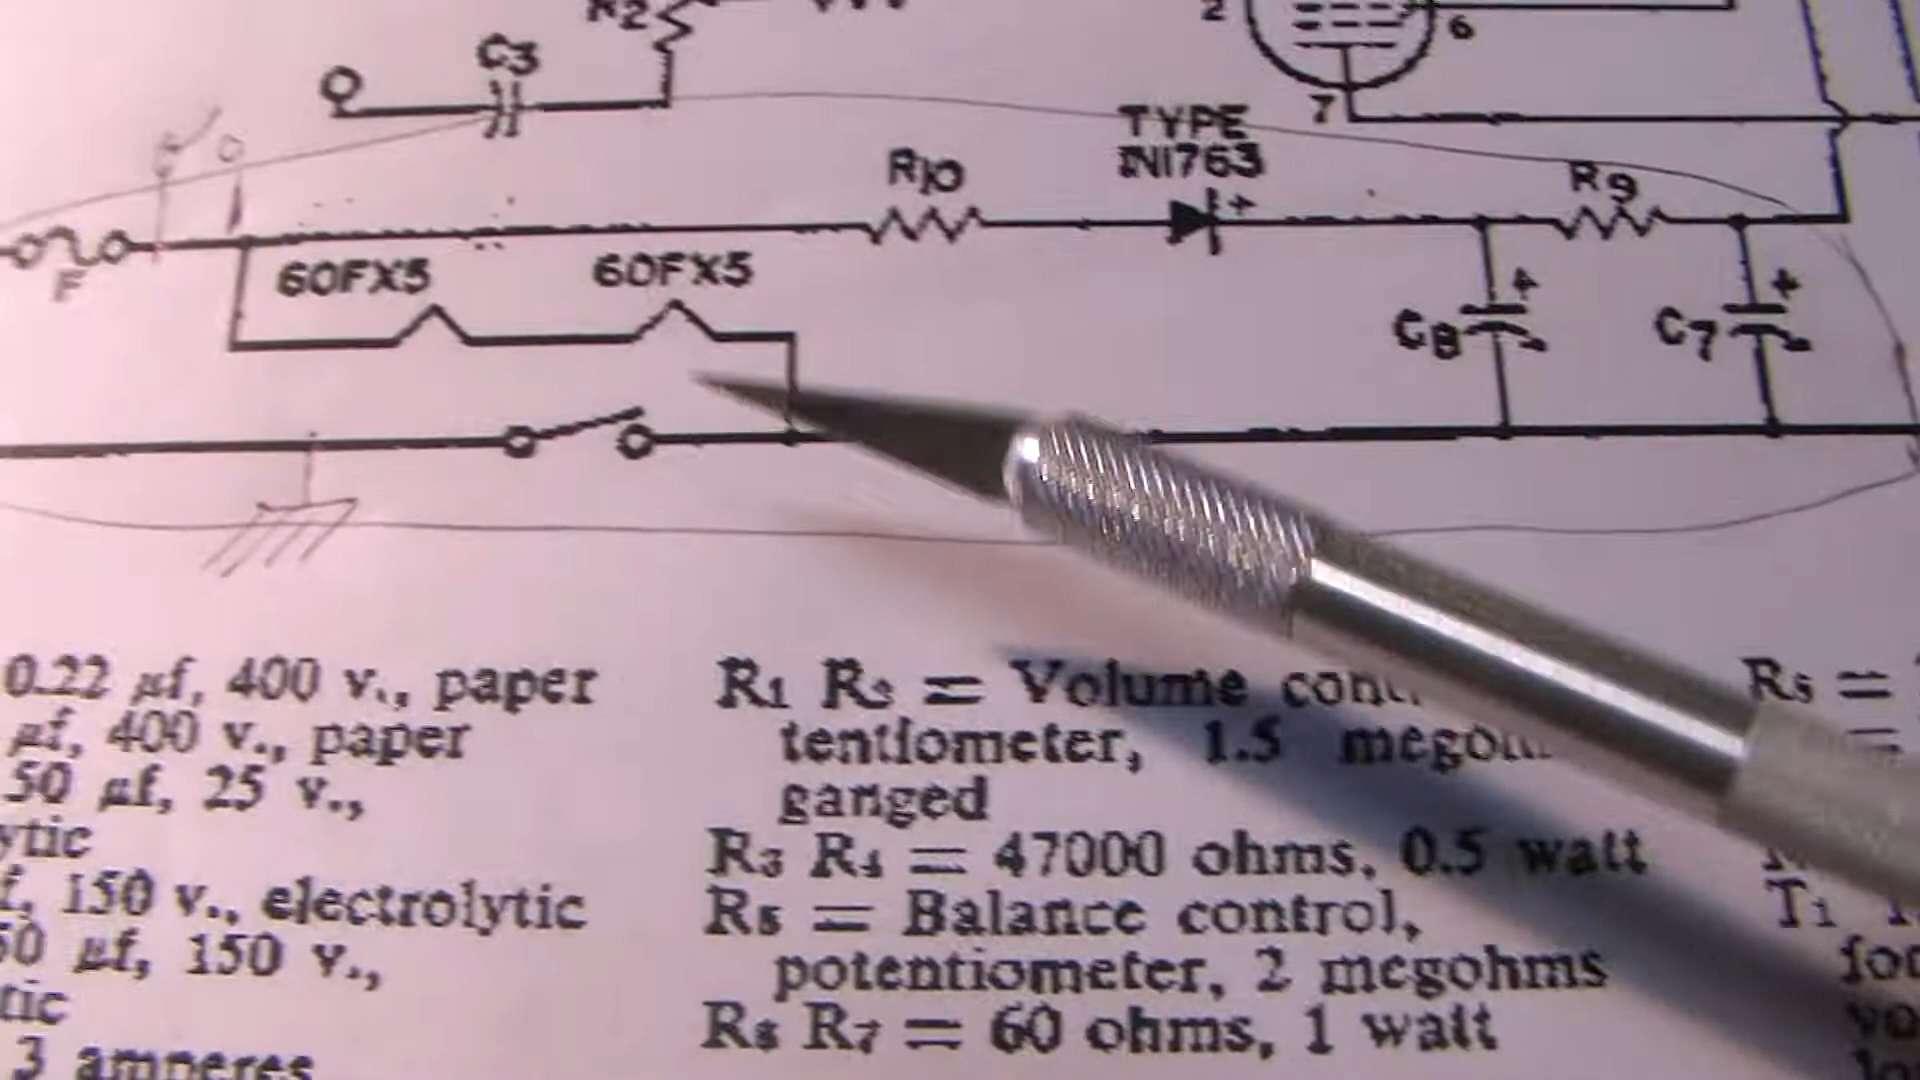 R2
C3
2
6
7
TYPE
1N1763
R10
R9
F
60FX5
60FX5
+
+
+
C8
C7
0.22 µf, 400 v., paper
µf, 400 v., paper
50 µf, 25 v.,
ytic
f, 150 v., electrolytic
50 µf, 150 v.,
tic
3 amperes
R1 R2 = Volume
tentiometer, 1.5
ganged
R3 R4 = 47000 ohms, 0.5 watt
R5 = Balance control,
potentiometer, 2 megohms
R6 R7 = 60 ohms, 1 watt
R5 =
=
T1